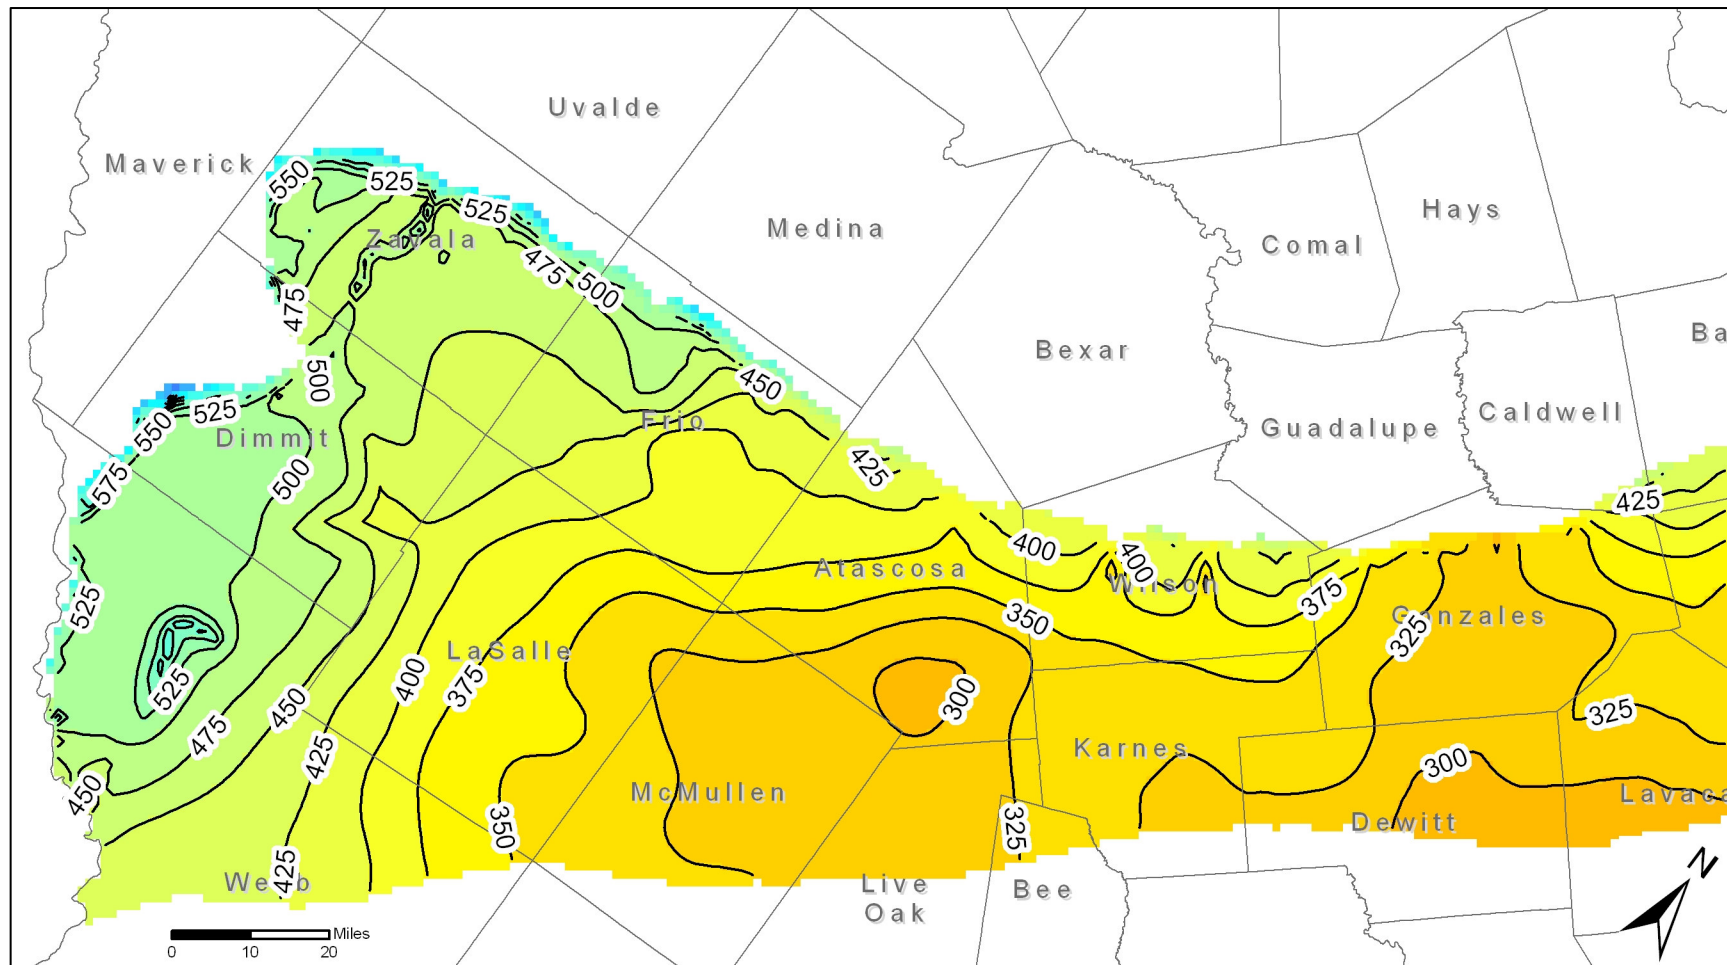 Uvalde
Maverick
550
525
525
Zavala
Medina
Hays
Comal
475
500
475
Bexar
Ba
500
450
525
550
Dimmit
Frio
Guadalupe
Caldwell
575
500
425
425
400
400
Atascosa
Wilson
375
525
350
Gonzales
325
LaSalle
400
375
525
300
450
475
325
425
Karnes
300
450
McMullen
Lavaca
350
325
Dewitt
425
Webb
Live
Oak
Bee
N
Miles
0 10 20